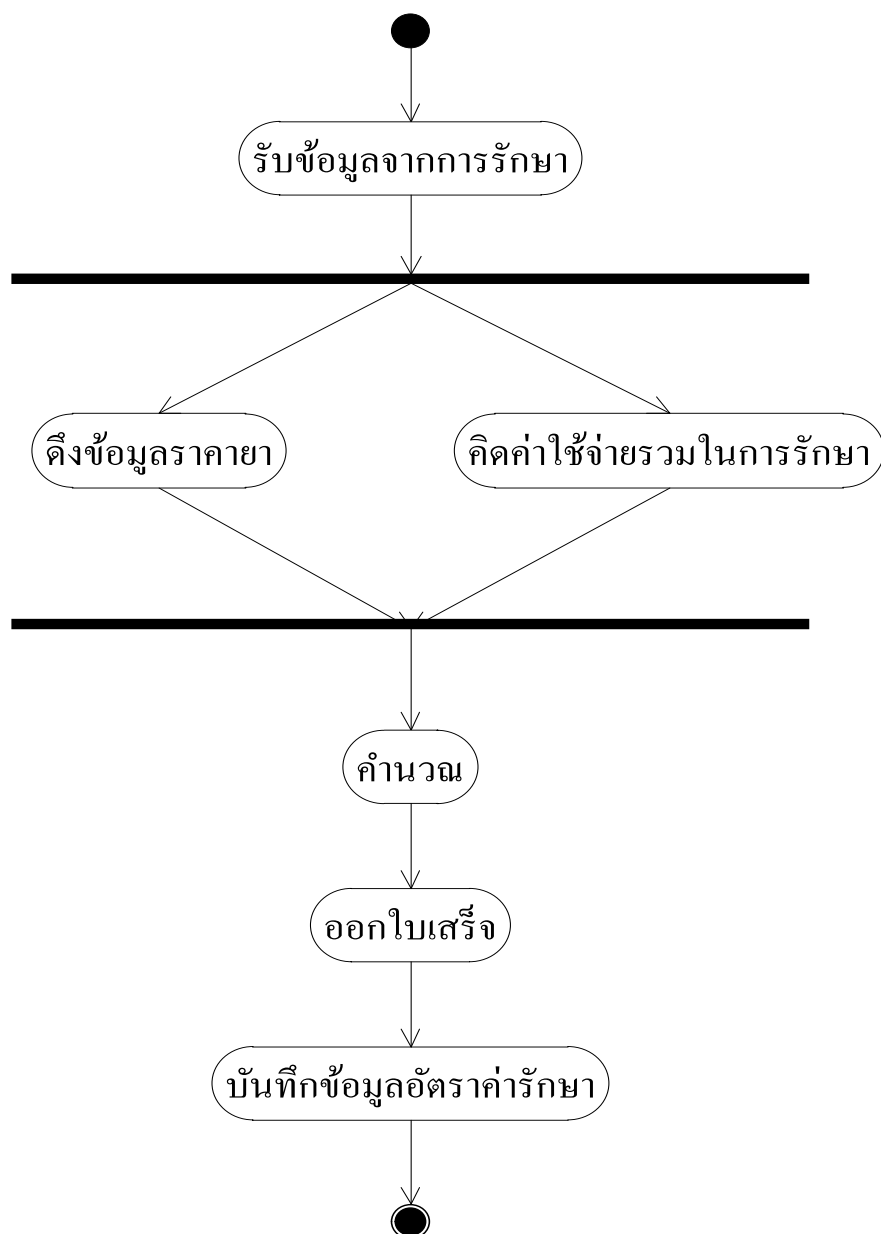 รับข้อมูลจากการรักษา
ดึงข้อมูลราคายา
คิดค่าใช้จ่ายรวมในการรักษา
คำนวณ
ออกใบเสร็จ
บันทึกข้อมูลอัตราค่ารักษา